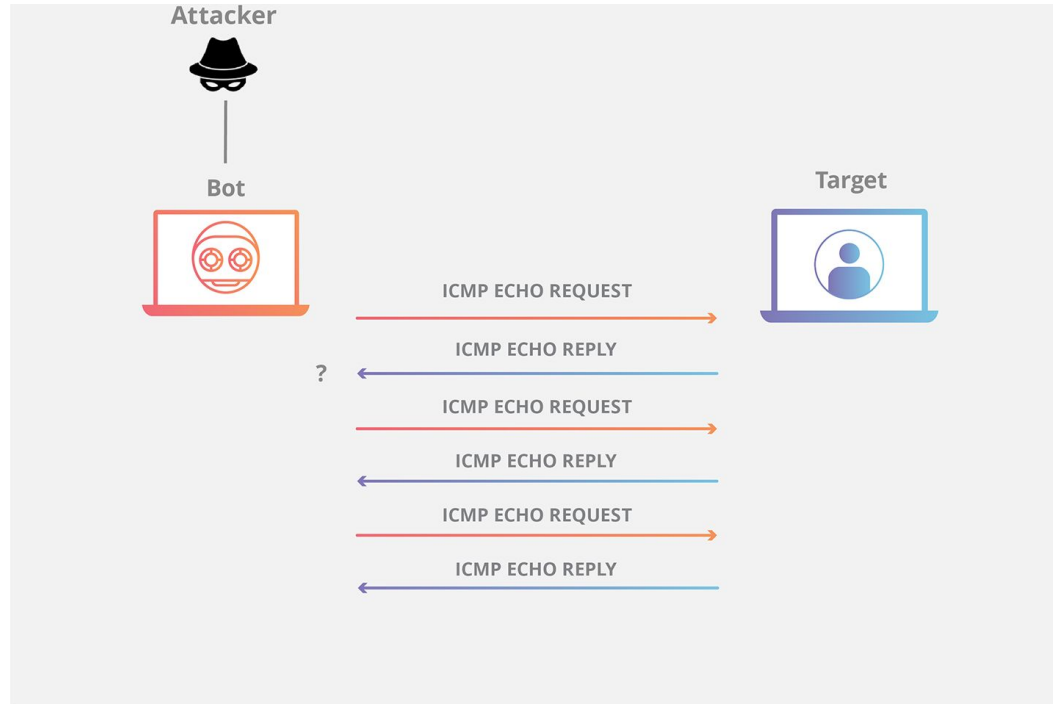 Attacker
Bot
Target
ICMP ECHO REQUEST
ICMP ECHO REPLY
?
ICMP ECHO REQUEST
ICMP ECHO REPLY
ICMP ECHO REQUEST
ICMP ECHO REPLY